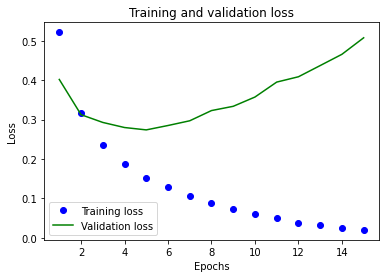 Training and validation loss
Loss
0.5
0.4
0.3
0.2
0.1
0.0
Training loss
Validation loss
2 4 6 8 10 12 14
Epochs